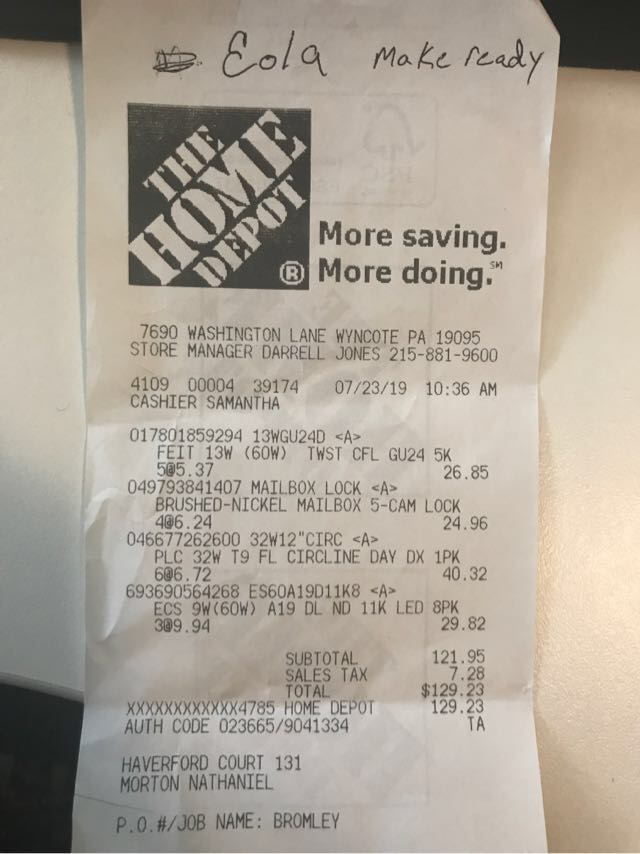 Eola Make ready
THE
HOME
DEPOT
®
More saving.
More doing.℠
7690 WASHINGTON LANE WYNCOTE PA 19095
STORE MANAGER DARRELL JONES 215-881-9600
4109 00004 39174 07/23/19 10:36 AM
CASHIER SAMANTHA
017801859294 13WGU24D <A>
FEIT 13W (60W) TWST CFL GU24 5K
5@5.37 26.85
049793841407 MAILBOX LOCK <A>
BRUSHED-NICKEL MAILBOX 5-CAM LOCK
4@6.24 24.96
046677262600 32W12"CIRC <A>
PLC 32W T9 FL CIRCLINE DAY DX 1PK
6@6.72 40.32
693690564268 ES60A19D11K8 <A>
ECS 9W(60W) A19 DL ND 11K LED 8PK
3@9.94 29.82
SUBTOTAL 121.95
SALES TAX 7.28
TOTAL $129.23
XXXXXXXXXXXX4785 HOME DEPOT 129.23
AUTH CODE 023665/9041334 TA
HAVERFORD COURT 131
MORTON NATHANIEL
P.O.#/JOB NAME: BROMLEY